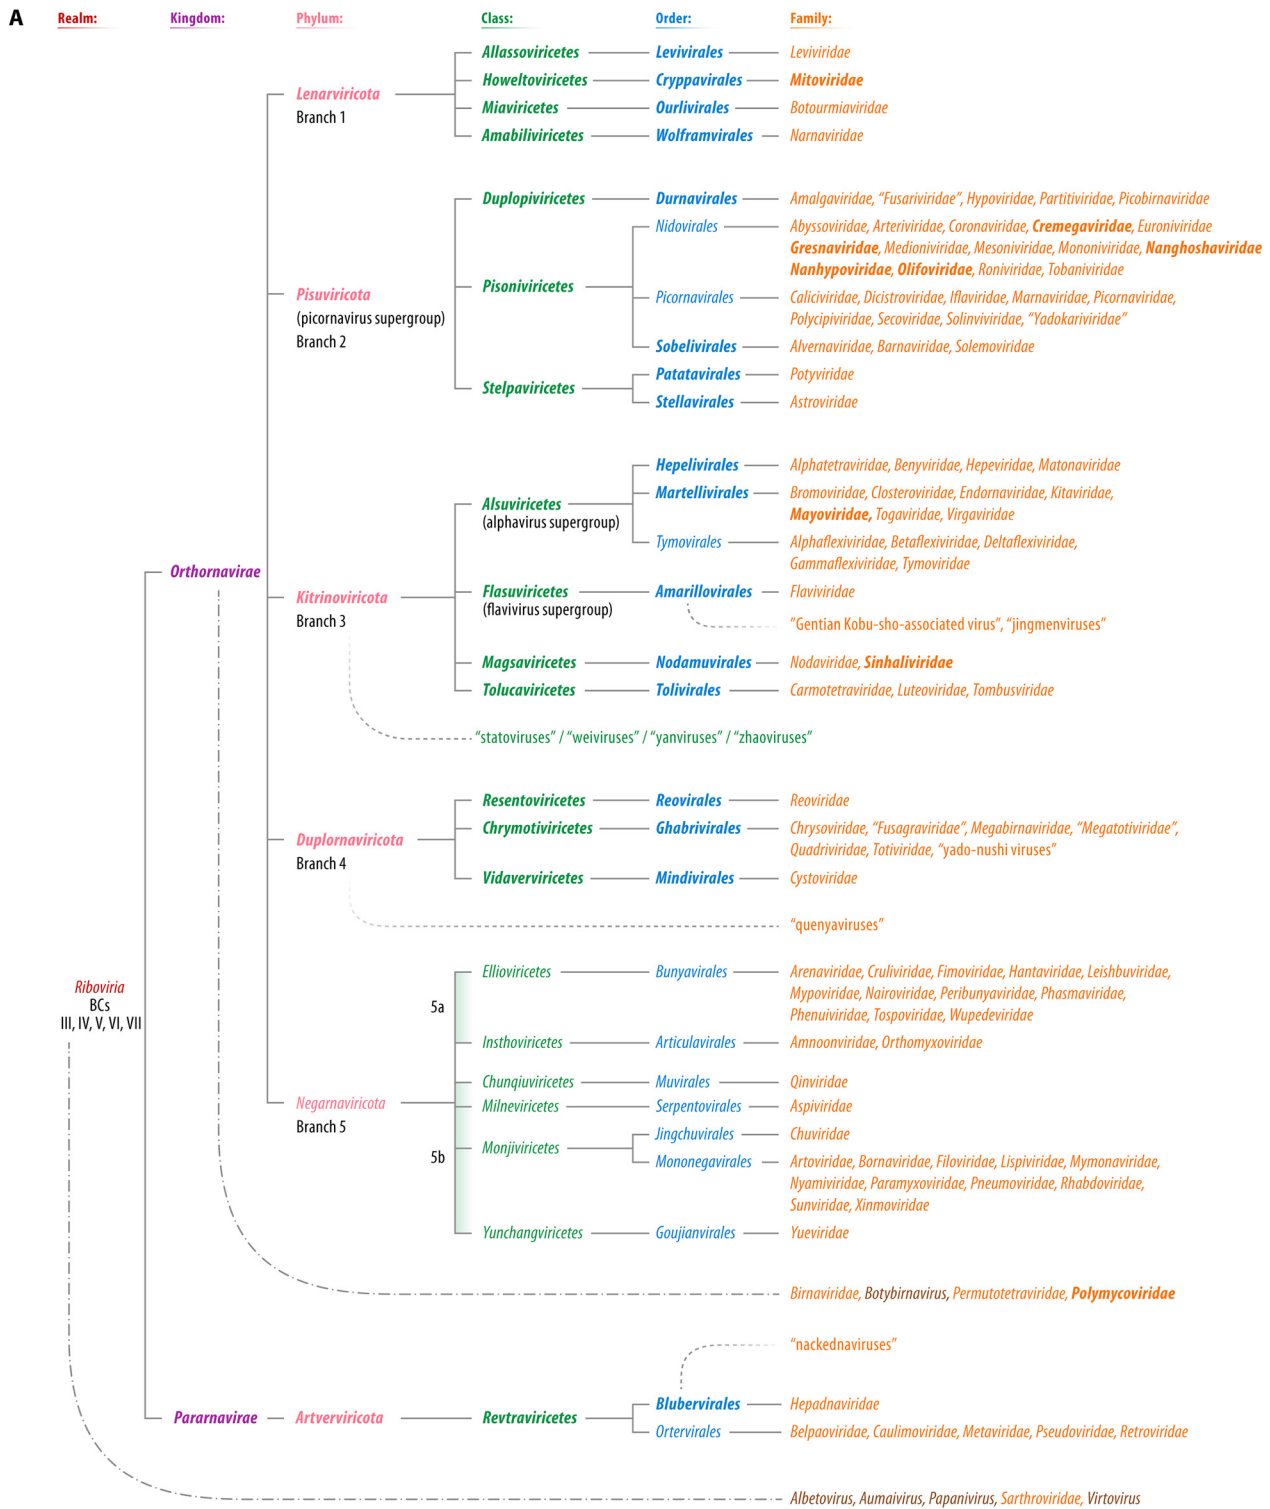 A
Realm: Kingdom: Phylum: Class: Order: Family:
Allassoviricetes Levivirales Leviviridae
Howeltoviricetes Cryppavirales Mitoviridae
Lenarviricota
Miaviricetes Ourlivirales Botourmiaviridae
Branch 1
Amabiliviricetes Wolframvirales Narnaviridae
Duplopiviricetes Durnavirales Amalgaviridae, “Fusariviridae”, Hypoviridae, Partitiviridae, Picobirnaviridae
Nidovirales Abyssoviridae, Arteriviridae, Coronaviridae, Cremegaviridae, Euroniviridae
Gresnaviridae, Medioniviridae, Mesoniviridae, Mononiviridae, Nanghoshaviridae
Nanhypoviridae, Olifoviridae, Roniviridae, Tobaniviridae
Pisoniviricetes
Pisuviricota
(picornavirus supergroup)
Branch 2
Picornavirales Caliciviridae, Dicistroviridae, Iflaviridae, Marnaviridae, Picornaviridae,
Polycipiviridae, Secoviridae, Solinviviridae, “Yadokariviridae”
Sobelivirales Alvernaviridae, Barnaviridae, Solemoviridae
Patatavirales Potyviridae
Stelpaviricetes
Stellavirales Astroviridae
Hepelivirales Alphatetraviridae, Benyviridae, Hepeviridae, Matonaviridae
Martellivirales Bromoviridae, Closteroviridae, Endornaviridae, Kitaviridae,
Mayoviridae, Togaviridae, Virgaviridae
Alsuviricetes
(alphavirus supergroup)
Tymovirales Alphaflexiviridae, Betaflexiviridae, Deltaflexiviridae,
Gammaflexiviridae, Tymoviridae
Orthornavirae
Flasuviricetes Amarillovirales Flaviviridae
(flavivirus supergroup)
Kitrinoviricota
Branch 3
”Gentian Kobu-sho-associated virus”, “jingmenviruses”
Magsaviricetes Nodamuvirales Nodaviridae, Sinhaliviridae
Tolucaviricetes Tolivirales Carmotetraviridae, Luteoviridae, Tombusviridae
“statoviruses” / “weiviruses” / “yanviruses” / “zhaoviruses”
Resentoviricetes Reovirales Reoviridae
Chrymotiviricetes Ghabrivirales Chrysoviridae, “Fusagraviridae”, Megabirnaviridae, “Megatotiviridae”,
Quadriviridae, Totiviridae, “yado-nushi viruses”
Duplornaviricota
Branch 4
Vidaverviricetes Mindivirales Cystoviridae
“quenyaviruses”
Ellioviricetes Bunyavirales Arenaviridae, Cruliviridae, Fimoviridae, Hantaviridae, Leishbuviridae,
Mypoviridae, Nairoviridae, Peribunyaviridae, Phasmaviridae,
Phenuiviridae, Tospoviridae, Wupedeviridae
Riboviria
BCs
III, IV, V, VI, VII
5a
Insthoviricetes Articulavirales Amnoonviridae, Orthomyxoviridae
Chunqiuviricetes Muvirales Qinviridae
Negarnaviricota
Branch 5
Milneviricetes Serpentovirales Aspiviridae
Jingchuvirales Chuviridae
5b
Monjiviricetes
Mononegavirales Artoviridae, Bornaviridae, Filoviridae, Lispiviridae, Mymonaviridae,
Nyamiviridae, Paramyxoviridae, Pneumoviridae, Rhabdoviridae,
Sunviridae, Xinmoviridae
Yunchangviricetes Goujianvirales Yueviridae
Birnaviridae, Botybirnavirus, Permutotetraviridae, Polymycoviridae
“nackednaviruses”
Blubervirales Hepadnaviridae
Pararnavirae Artverviricota Revtraviricetes
Ortervirales Belpaoviridae, Caulimoviridae, Metaviridae, Pseudoviridae, Retroviridae
Albetovirus, Aumaivirus, Papanivirus, Sarthroviridae, Virtovirus